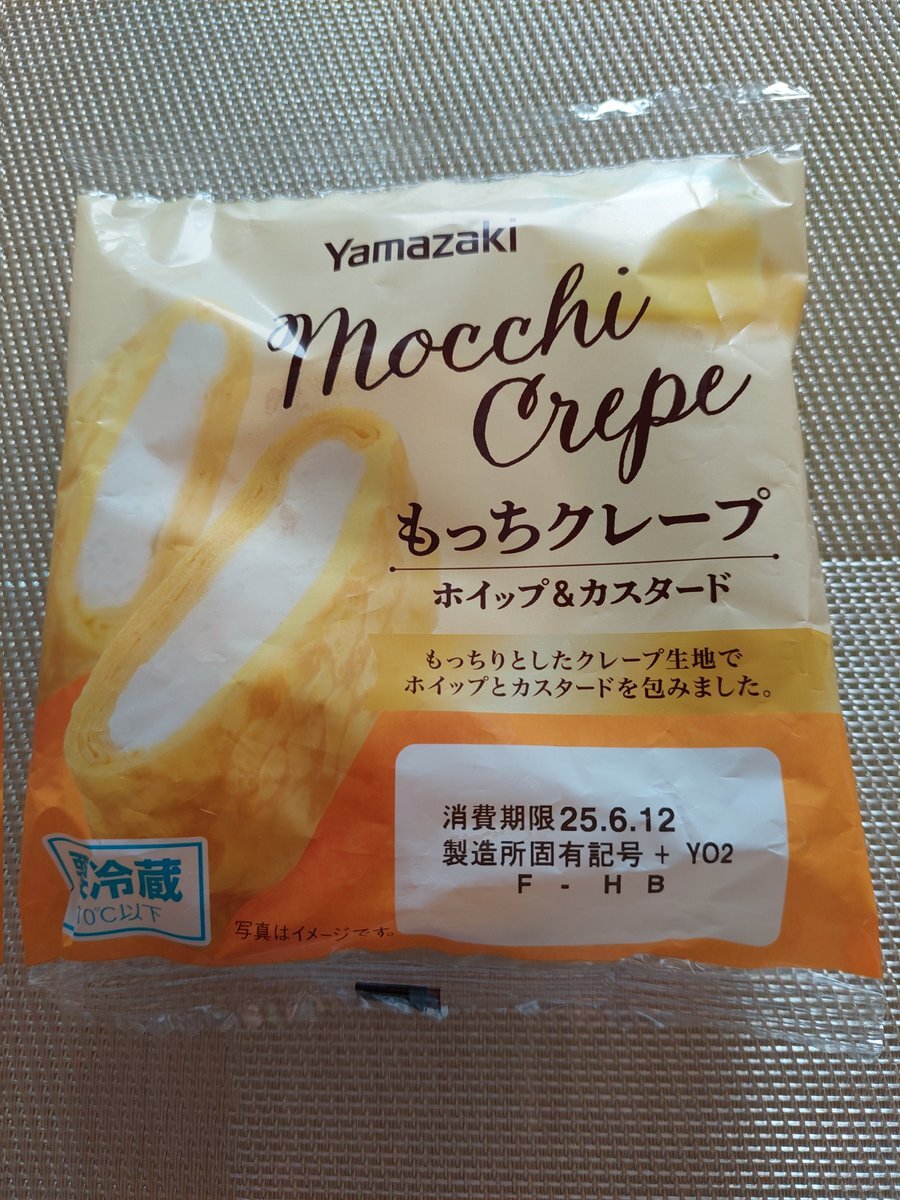 Yamazaki
Mocchi
Crepe
もっちクレープ
ホイップ&カスタード
もっちりとしたクレープ生地で
ホイップとカスタードを包みました。
消費期限25.6.12
製造所固有記号 + YO2
F - H B
要冷蔵
10℃以下
写真はイメージです。